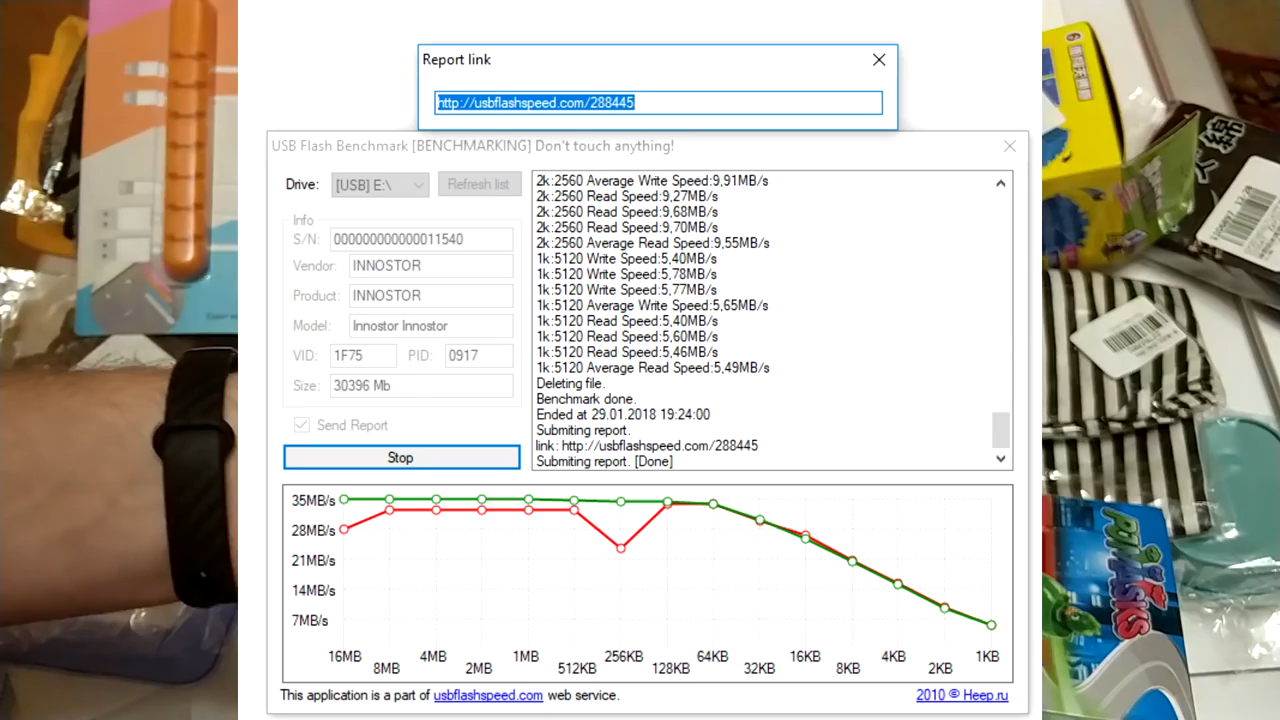 Report link
http://usbflashspeed.com/288445
USB Flash Benchmark [BENCHMARKING] Don't touch anything!
Drive: [USB] E:\ Refresh list
Info
S/N: 000000000000011540
Vendor: INNOSTOR
Product: INNOSTOR
Model: Innostor Innostor
VID: 1F75 PID: 0917
Size: 30396 Mb
Send Report
Stop
2k:2560 Average Write Speed:9,91MB/s
2k:2560 Read Speed:9,27MB/s
2k:2560 Read Speed:9,68MB/s
2k:2560 Read Speed:9,70MB/s
2k:2560 Average Read Speed:9,55MB/s
1k:5120 Write Speed:5,40MB/s
1k:5120 Write Speed:5,78MB/s
1k:5120 Write Speed:5,77MB/s
1k:5120 Average Write Speed:5,65MB/s
1k:5120 Read Speed:5,40MB/s
1k:5120 Read Speed:5,60MB/s
1k:5120 Read Speed:5,46MB/s
1k:5120 Average Read Speed:5,49MB/s
Deleting file.
Benchmark done.
Ended at 29.01.2018 19:24:00
Submiting report.
link: http://usbflashspeed.com/288445
Submiting report. [Done]
35MB/s
28MB/s
21MB/s
14MB/s
7MB/s
16MB 8MB 4MB 2MB 1MB 512KB 256KB 128KB 64KB 32KB 16KB 8KB 4KB 2KB 1KB
This application is a part of usbflashspeed.com web service.
2010 © Heep.ru
PJ MASKS